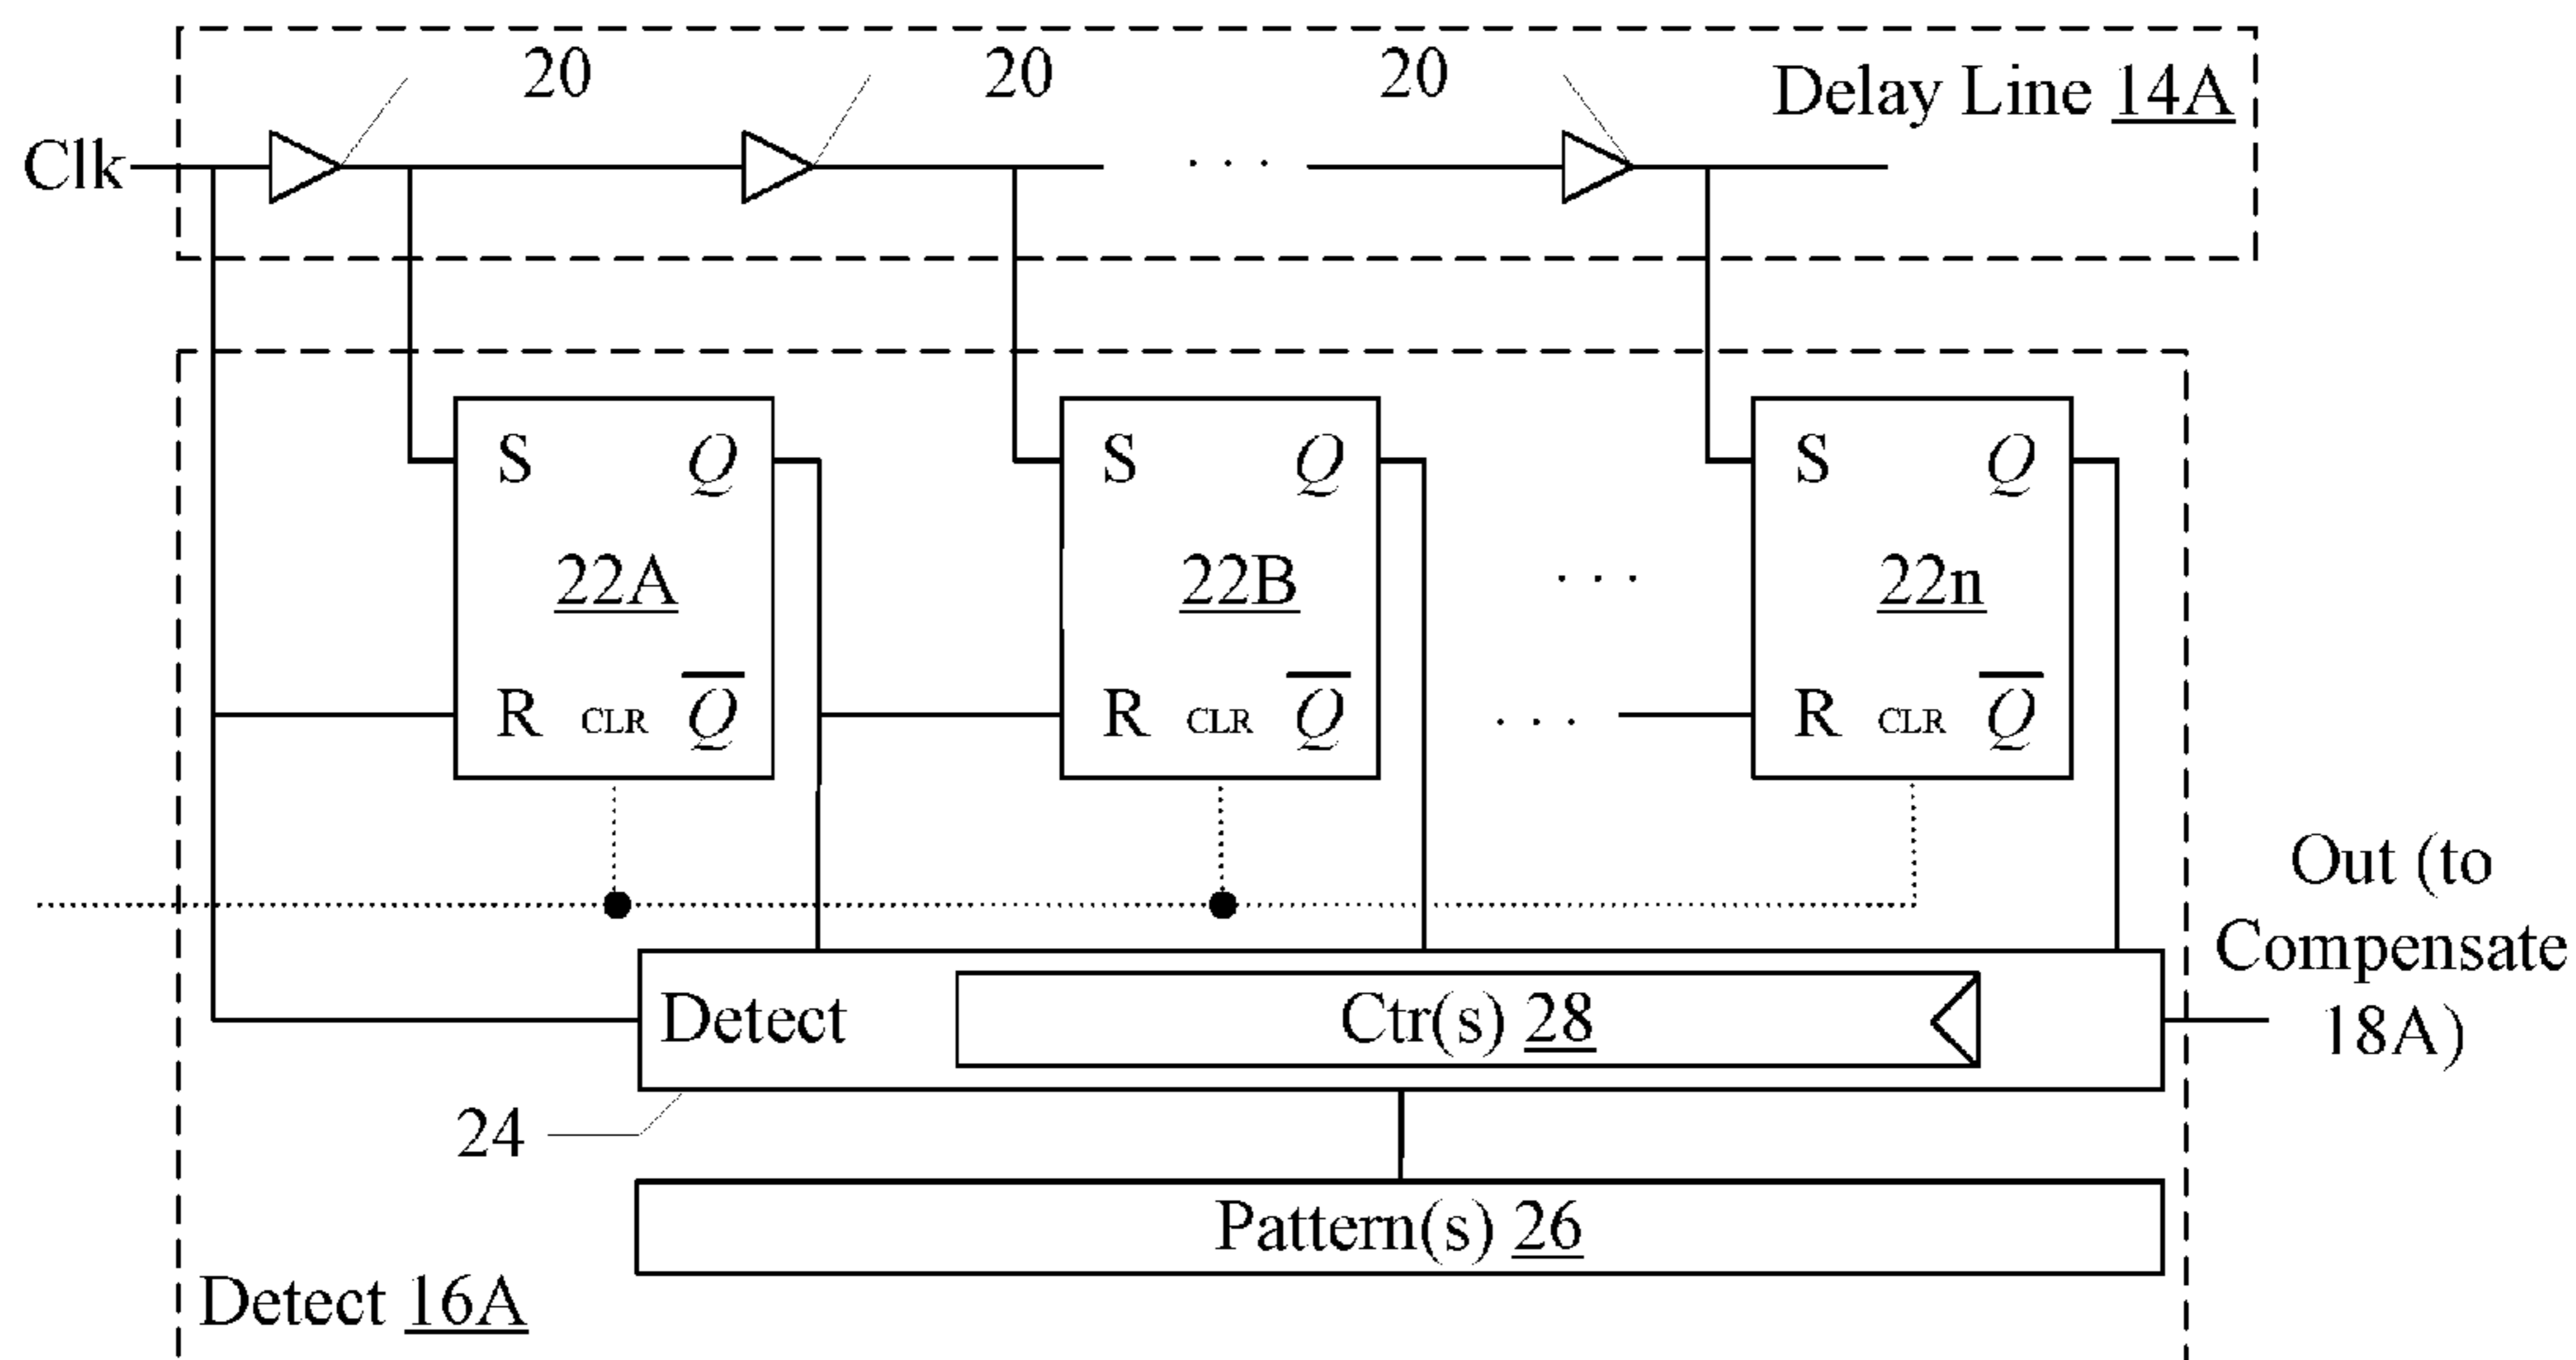 20 20 20
Delay Line 14A
Clk
· · ·
S Q S Q S Q
22A 22B · · · 22n
R CLR Q̅ R CLR Q̅ · · · R CLR Q̅
Out (to
Compensate
18A)
Detect Ctr(s) 28
24
Pattern(s) 26
Detect 16A